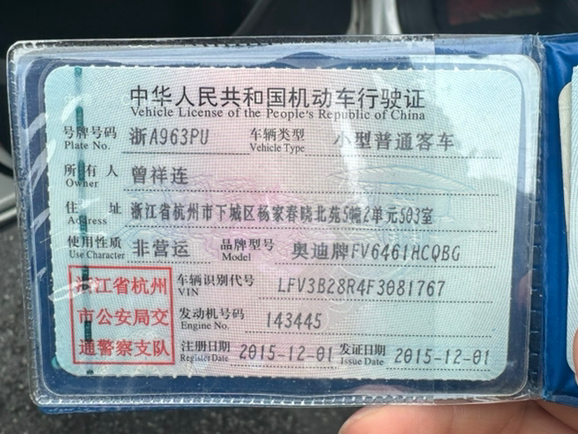 中华人民共和国机动车行驶证
Vehicle License of the People's Republic of China
号牌号码 浙A963PU 车辆类型 小型普通客车
Plate No. Vehicle Type
所有人 曾祥连
Owner
住址 浙江省杭州市下城区杨家春晓北苑5幢2单元503室
Address
使用性质 非营运 品牌型号 奥迪牌FV6461HCQBG
Use Character Model
浙江省杭州
市公安局交
通警察支队
车辆识别代号 LFV3B28R4F3081767
VIN
发动机号码 143445
Engine No.
注册日期 2015-12-01 发证日期 2015-12-01
Register Date Issue Date